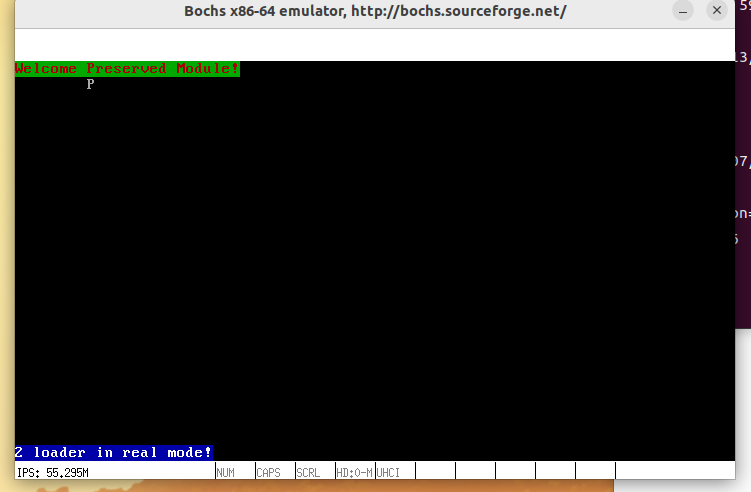 Bochs x86-64 emulator, http://bochs.sourceforge.net/
Welcome Preserved Module!
P
2 loader in real mode!
IPS: 55.295M NUM CAPS SCRL HD:0-M UHCI